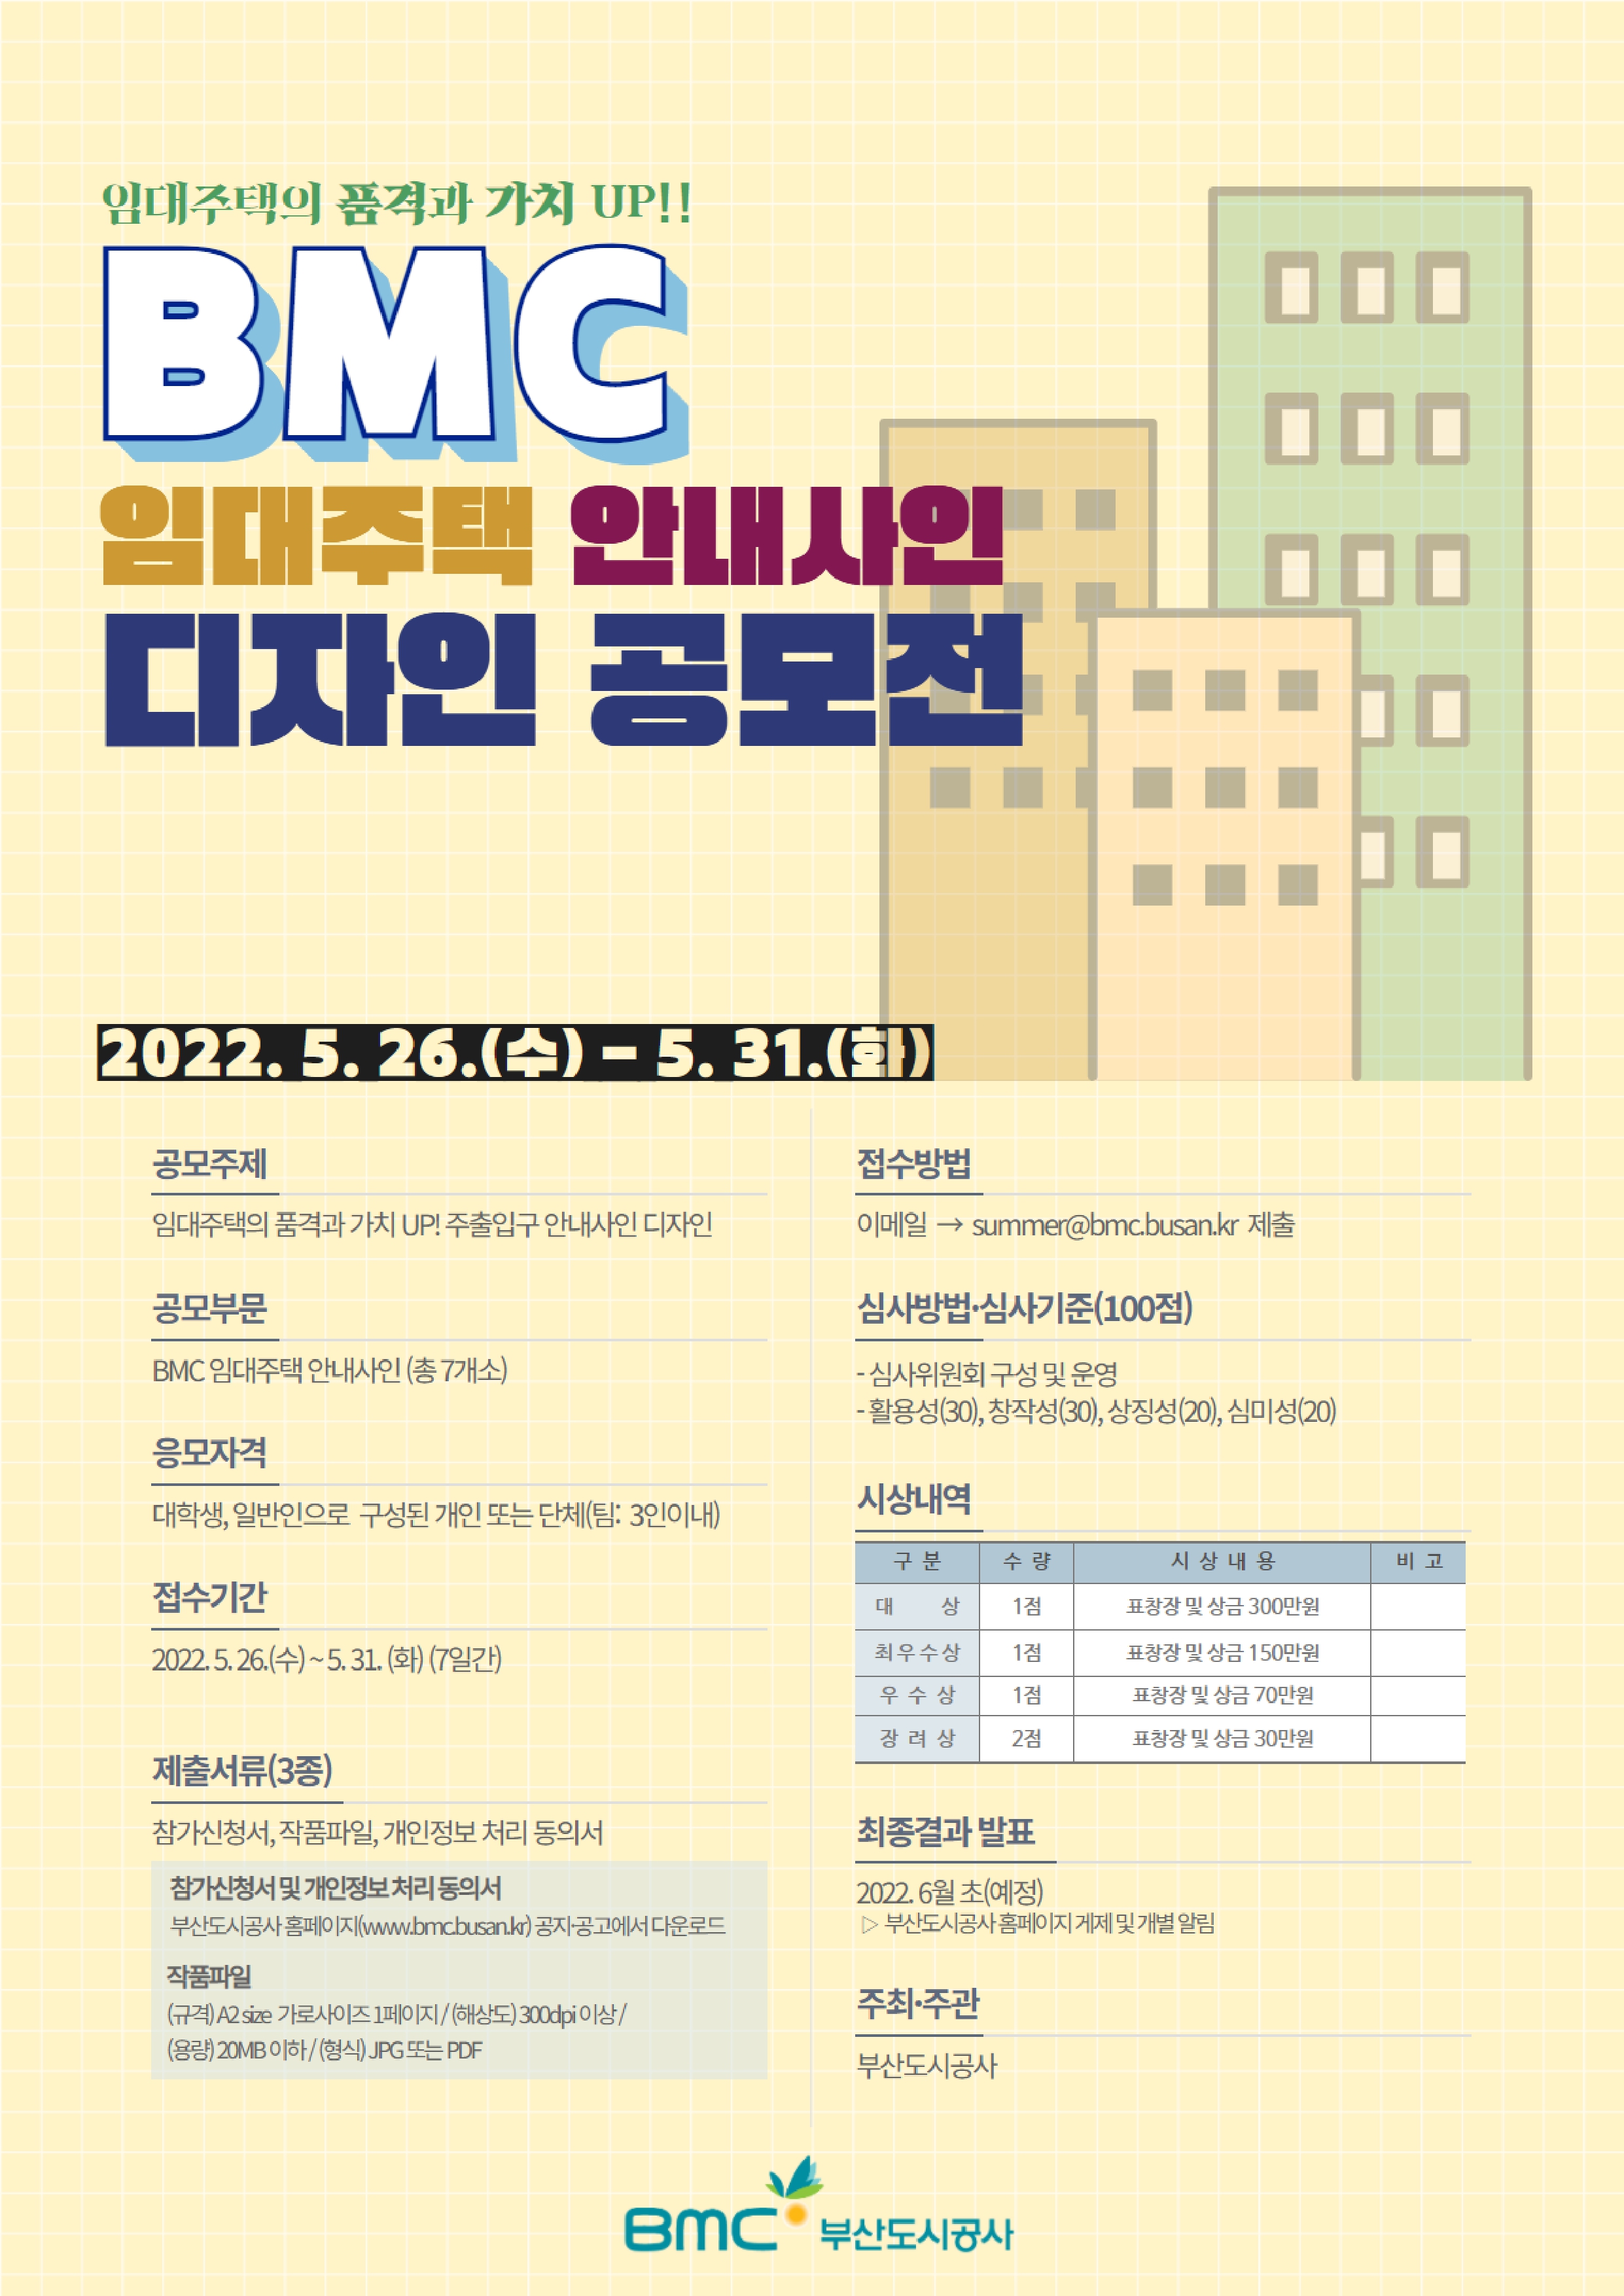 임대주택의 품격과 가치 UP!!
BMC
임대주택 안내사인
디자인 공모전
2022. 5. 26.(수) – 5. 31.(화)
공모주제
임대주택의 품격과 가치 UP! 주출입구 안내사인 디자인
공모부문
BMC 임대주택 안내사인 (총 7개소)
응모자격
대학생, 일반인으로 구성된 개인 또는 단체(팀: 3인이내)
접수기간
2022. 5. 26.(수) ~ 5. 31. (화) (7일간)
제출서류(3종)
참가신청서, 작품파일, 개인정보 처리 동의서
참가신청서 및 개인정보 처리 동의서
부산도시공사 홈페이지(www.bmc.busan.kr) 공지·공고에서 다운로드
작품파일
(규격) A2 size 가로사이즈 1페이지 / (해상도) 300dpi 이상 /
(용량) 20MB 이하 / (형식) JPG 또는 PDF
접수방법
이메일 → summer@bmc.busan.kr 제출
심사방법·심사기준(100점)
- 심사위원회 구성 및 운영
- 활용성(30), 창작성(30), 상징성(20), 심미성(20)
시상내역
구 분 수 량 시 상 내 용 비 고
대 상 1점 표창장 및 상금 300만원
최우수상 1점 표창장 및 상금 150만원
우 수 상 1점 표창장 및 상금 70만원
장 려 상 2점 표창장 및 상금 30만원
최종결과 발표
2022. 6월 초(예정)
▷ 부산도시공사 홈페이지 게제 및 개별 알림
주최·주관
부산도시공사
BMC 부산도시공사